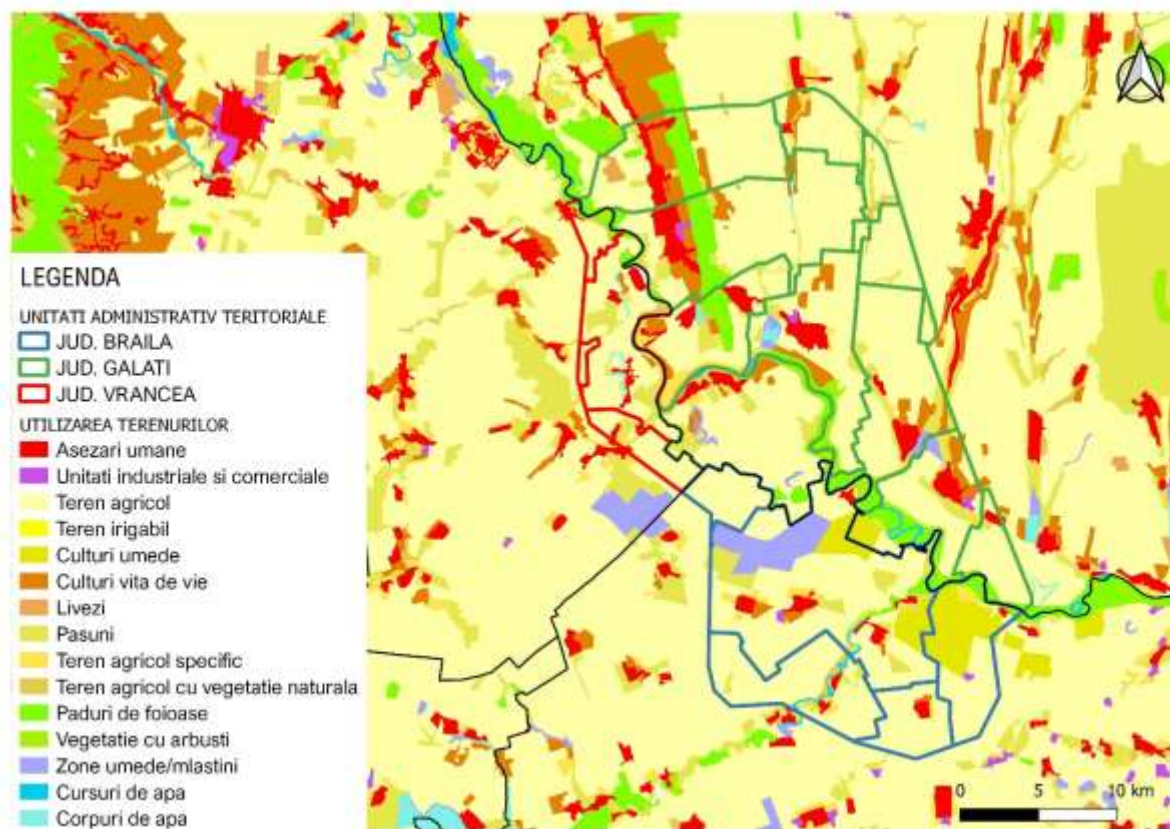 LEGENDA
UNITATI ADMINISTRATIV TERITORIALE
JUD. BRAILA
JUD. GALATI
JUD. VRANCEA
UTILIZAREA TERENURILOR
Asezari umane
Unitati industriale si comerciale
Teren agricol
Teren irigabil
Culturi umede
Culturi vita de vie
Livezi
Pasuni
Teren agricol specific
Teren agricol cu vegetatie naturala
Paduri de foioase
Vegetatie cu arbusti
Zone umede/mlastini
Cursuri de apa
Corpuri de apa
0 5 10 km